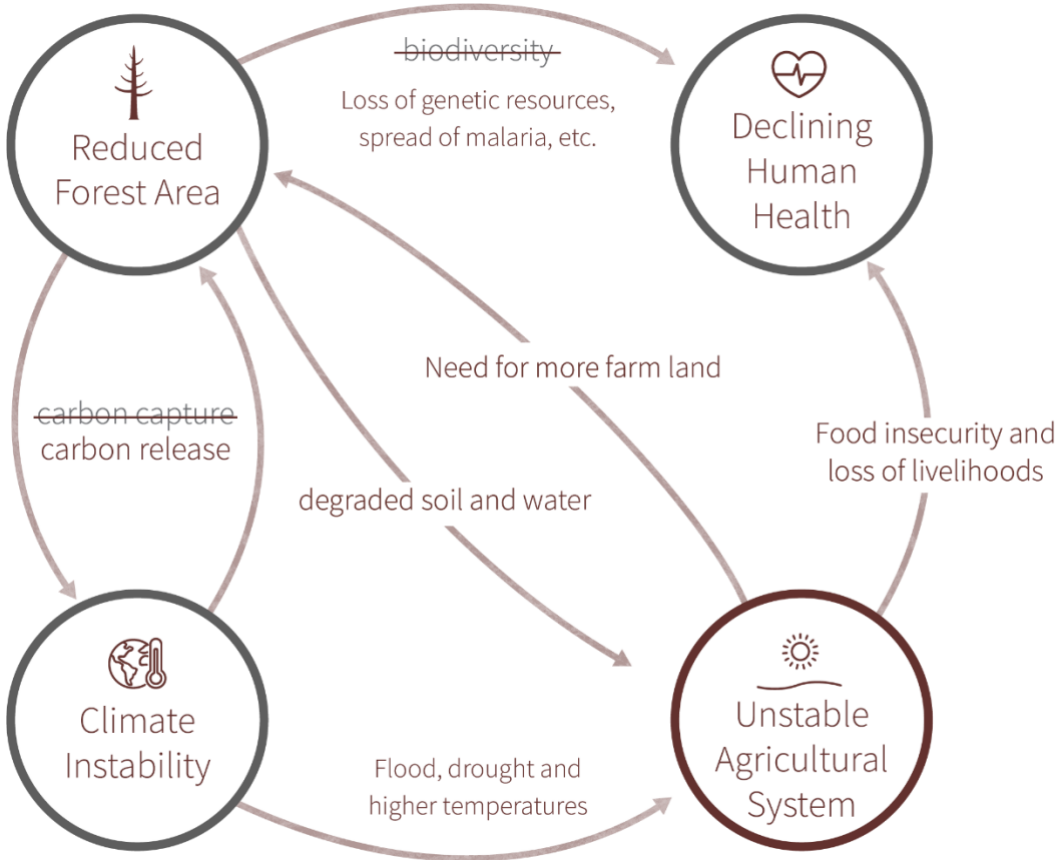 biodiversity
Loss of genetic resources,
spread of malaria, etc.
Reduced
Forest Area
Declining
Human
Health
Need for more farm land
carbon capture
carbon release
Food insecurity and
loss of livelihoods
degraded soil and water
Climate
Instability
Flood, drought and
higher temperatures
Unstable
Agricultural
System